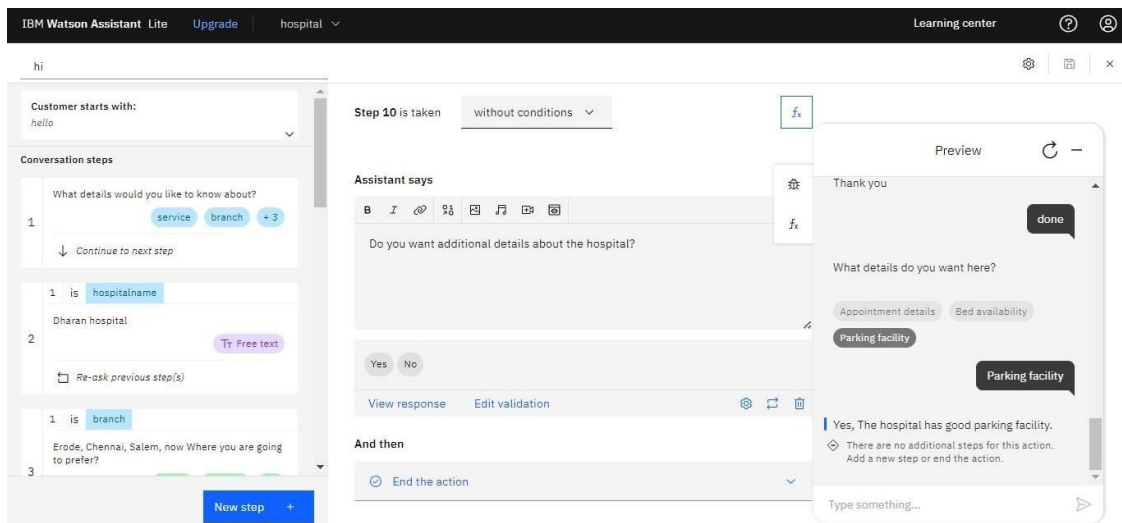 IBM Watson Assistant Lite Upgrade hospital Learning center
hi
Customer starts with:
hello
Conversation steps
1
What details would you like to know about?
service branch + 3
Continue to next step
2
1 is hospitalname
Dharan hospital
Free text
Re-ask previous step(s)
3
1 is branch
Erode, Chennai, Salem, now Where you are going
to prefer?
New step +
Step 10 is taken without conditions
fx
Assistant says
B I
fx
Do you want additional details about the hospital?
Yes No
View response Edit validation
And then
End the action
Preview
Thank you
done
What details do you want here?
Appointment details Bed availability
Parking facility
Parking facility
Yes, The hospital has good parking facility.
There are no additional steps for this action.
Add a new step or end the action.
Type something...